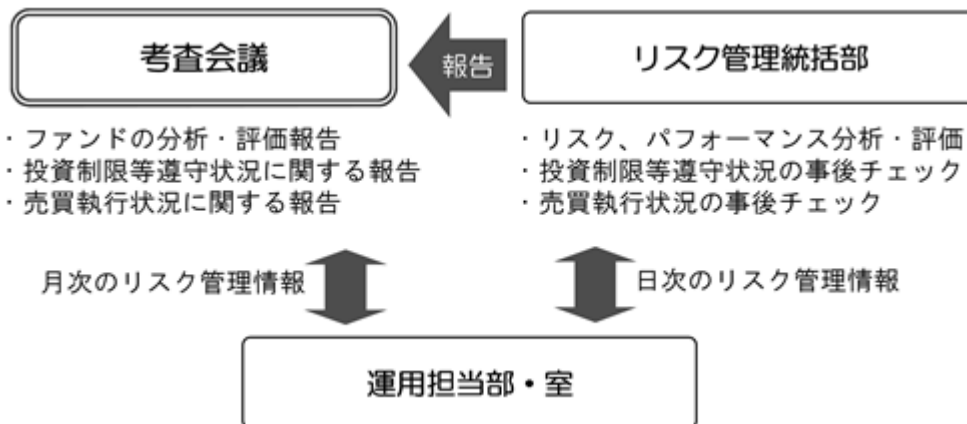 考査会議
報告
リスク管理統括部
・ファンドの分析・評価報告
・投資制限等遵守状況に関する報告
・売買執行状況に関する報告
・リスク、パフォーマンス分析・評価
・投資制限等遵守状況の事後チェック
・売買執行状況の事後チェック
月次のリスク管理情報
日次のリスク管理情報
運用担当部・室